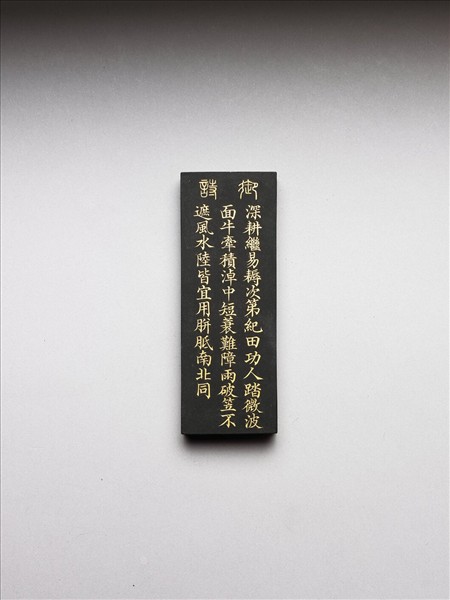 御詩
深耕繼易耨次第紀田功人踏微波
面牛牽積淖中短蓑難障雨破笠不
遮風水陸皆宜用胼胝南北同